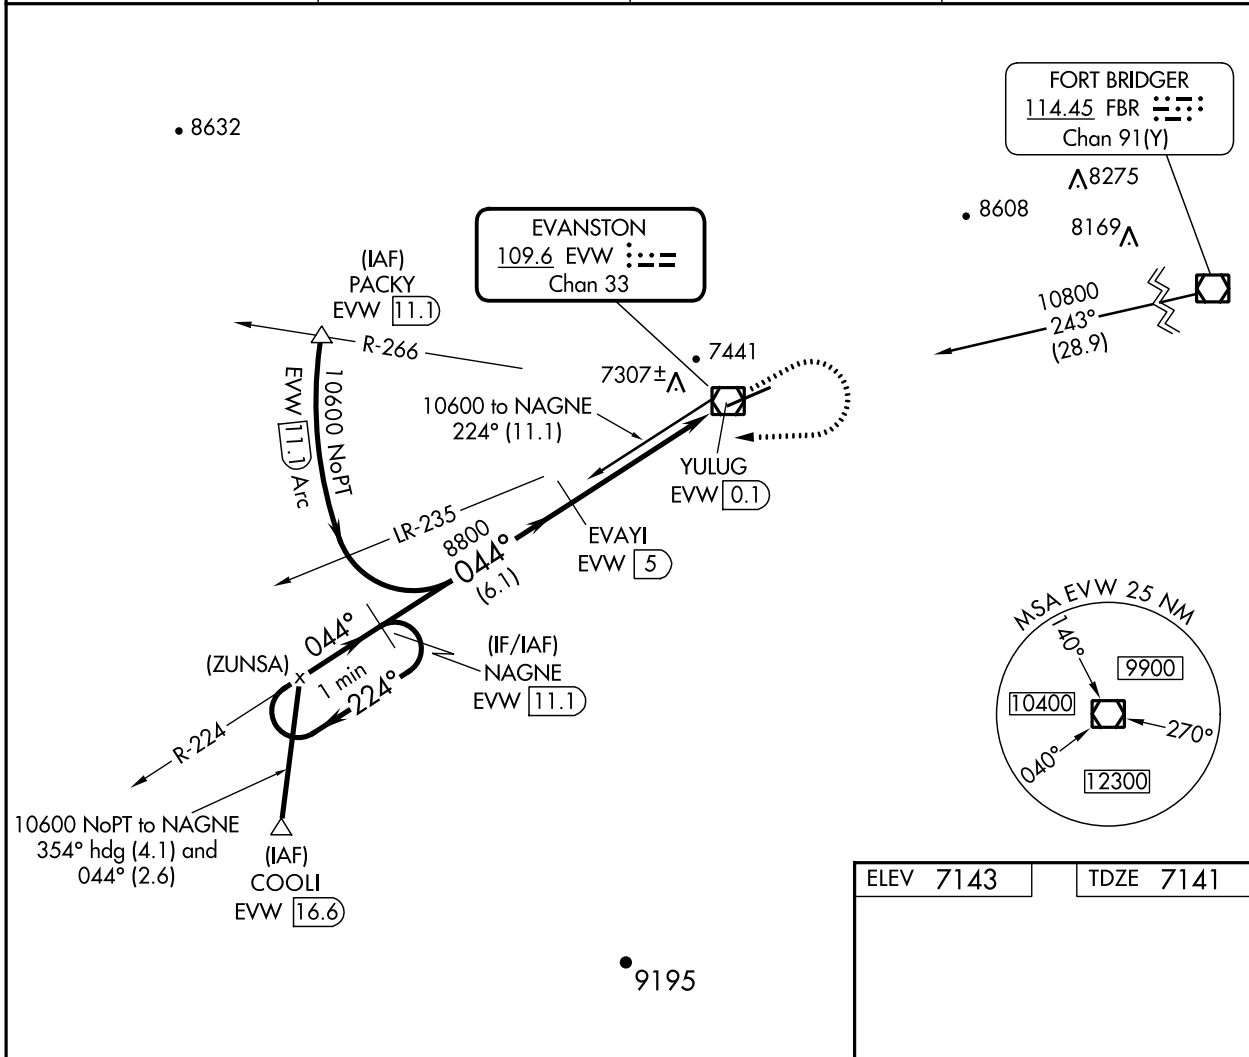 FORT BRIDGER
114.45 FBR
Chan 91(Y)
8632
8275
8608
8169
EVANSTON
109.6 EVW
Chan 33
(IAF)
PACKY
EVW 11.1
R-266
10800
243°
(28.9)
7441
7307±
10600 NoPT
EVW 11.1 Arc
10600 to NAGNE
224° (11.1)
YULUG
EVW 0.1
LR-235
8800
044°
(6.1)
EVAYI
EVW 5
044°
(ZUNSA)
x
1 min
224°
(IF/IAF)
NAGNE
EVW 11.1
R-224
10600 NoPT to NAGNE
354° hdg (4.1) and
044° (2.6)
(IAF)
COOLI
EVW 16.6
MSA EVW 25 NM
140°
9900
10400
270°
040°
12300
ELEV 7143
TDZE 7141
9195